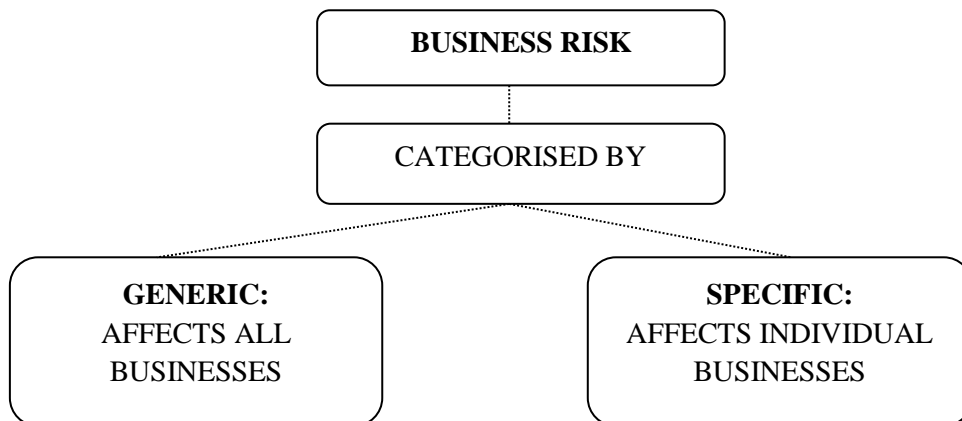 BUSINESS RISK
CATEGORISED BY
GENERIC:
AFFECTS ALL
BUSINESSES
SPECIFIC:
AFFECTS INDIVIDUAL
BUSINESSES